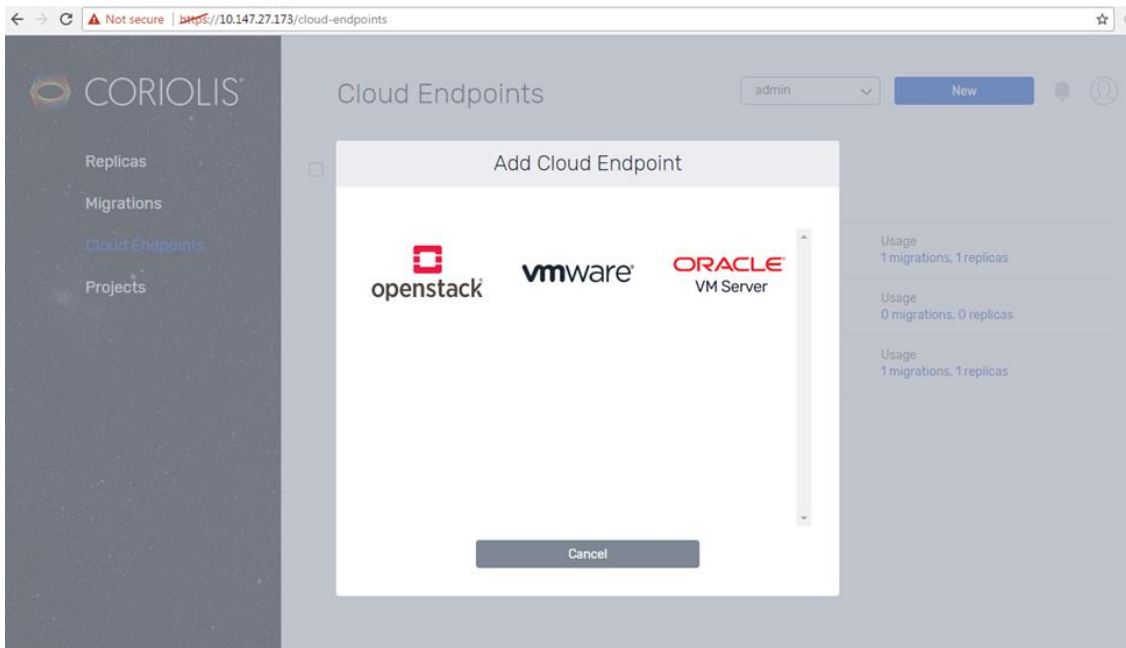 Not secure | https://10.147.27.173/cloud-endpoints
CORIOLIS®
Cloud Endpoints
admin
New
Replicas
Migrations
Cloud Endpoints
Projects
Add Cloud Endpoint
openstack
vmware®
ORACLE®
VM Server
Usage
1 migrations, 1 replicas
Usage
0 migrations, 0 replicas
Usage
1 migrations, 1 replicas
Cancel